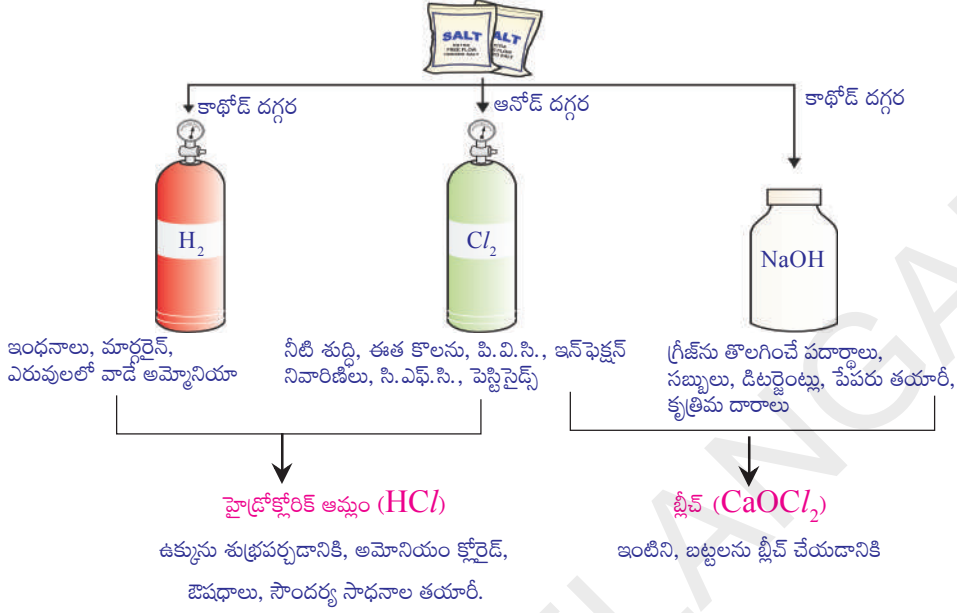 SALT
SALT
కాథోడ్ దగ్గర
ఆనోడ్ దగ్గర
కాథోడ్ దగ్గర
H₂
Cl₂
NaOH
ఇంధనాలు, మార్గరైన్,
ఎరువులలో వాడే అమ్మోనియా
నీటి శుద్ధి, ఈత కొలను, పి.వి.సి., ఇన్‌ఫెక్షన్
నివారిణిలు, సి.ఎఫ్.సి., పెస్టిసైడ్స్
గ్రీజ్‌ను తొలగించే పదార్థాలు,
సబ్బులు, డిటర్జెంట్లు, పేపరు తయారీ,
కృత్రిమ దారాలు
హైడ్రోక్లోరిక్ ఆమ్లం (HCl)
బ్లీచ్ (CaOCl₂)
ఉక్కును శుభ్రపర్చడానికి, అమోనియం క్లోరైడ్,
ఔషధాలు, సౌందర్య సాధనాల తయారీ.
ఇంటిని, బట్టలను బ్లీచ్ చేయడానికి